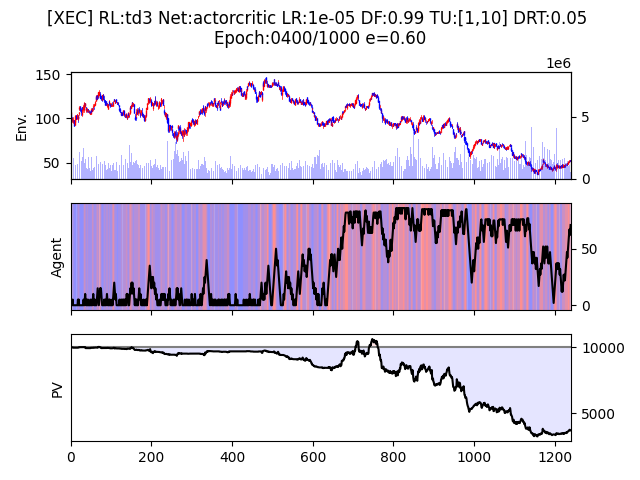 [XEC] RL:td3 Net:actorcritic LR:1e-05 DF:0.99 TU:[1,10] DRT:0.05
Epoch:0400/1000 e=0.60
1e6
150
100
50
Env.
5
0
Agent
50
0
PV
10000
5000
0 200 400 600 800 1000 1200